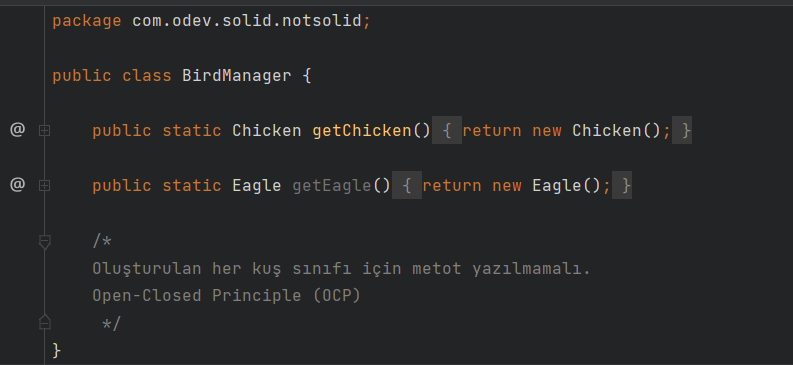 package com.odev.solid.notsolid;
public class BirdManager {
@ public static Chicken getChicken() { return new Chicken(); }
@ public static Eagle getEagle() { return new Eagle(); }
/*
Oluşturulan her kuş sınıfı için metot yazılmamalı.
Open-Closed Principle (OCP)
*/
}